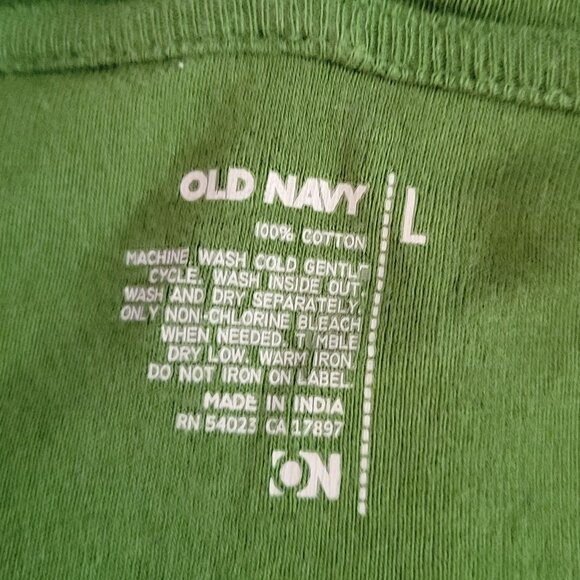 OLD NAVY
L
100% COTTON
MACHINE WASH COLD GENTLE
CYCLE. WASH INSIDE OUT.
WASH AND DRY SEPARATELY.
ONLY NON-CHLORINE BLEACH
WHEN NEEDED. TUMBLE
DRY LOW. WARM IRON.
DO NOT IRON ON LABEL.
MADE IN INDIA
RN 54023 CA 17897
ON